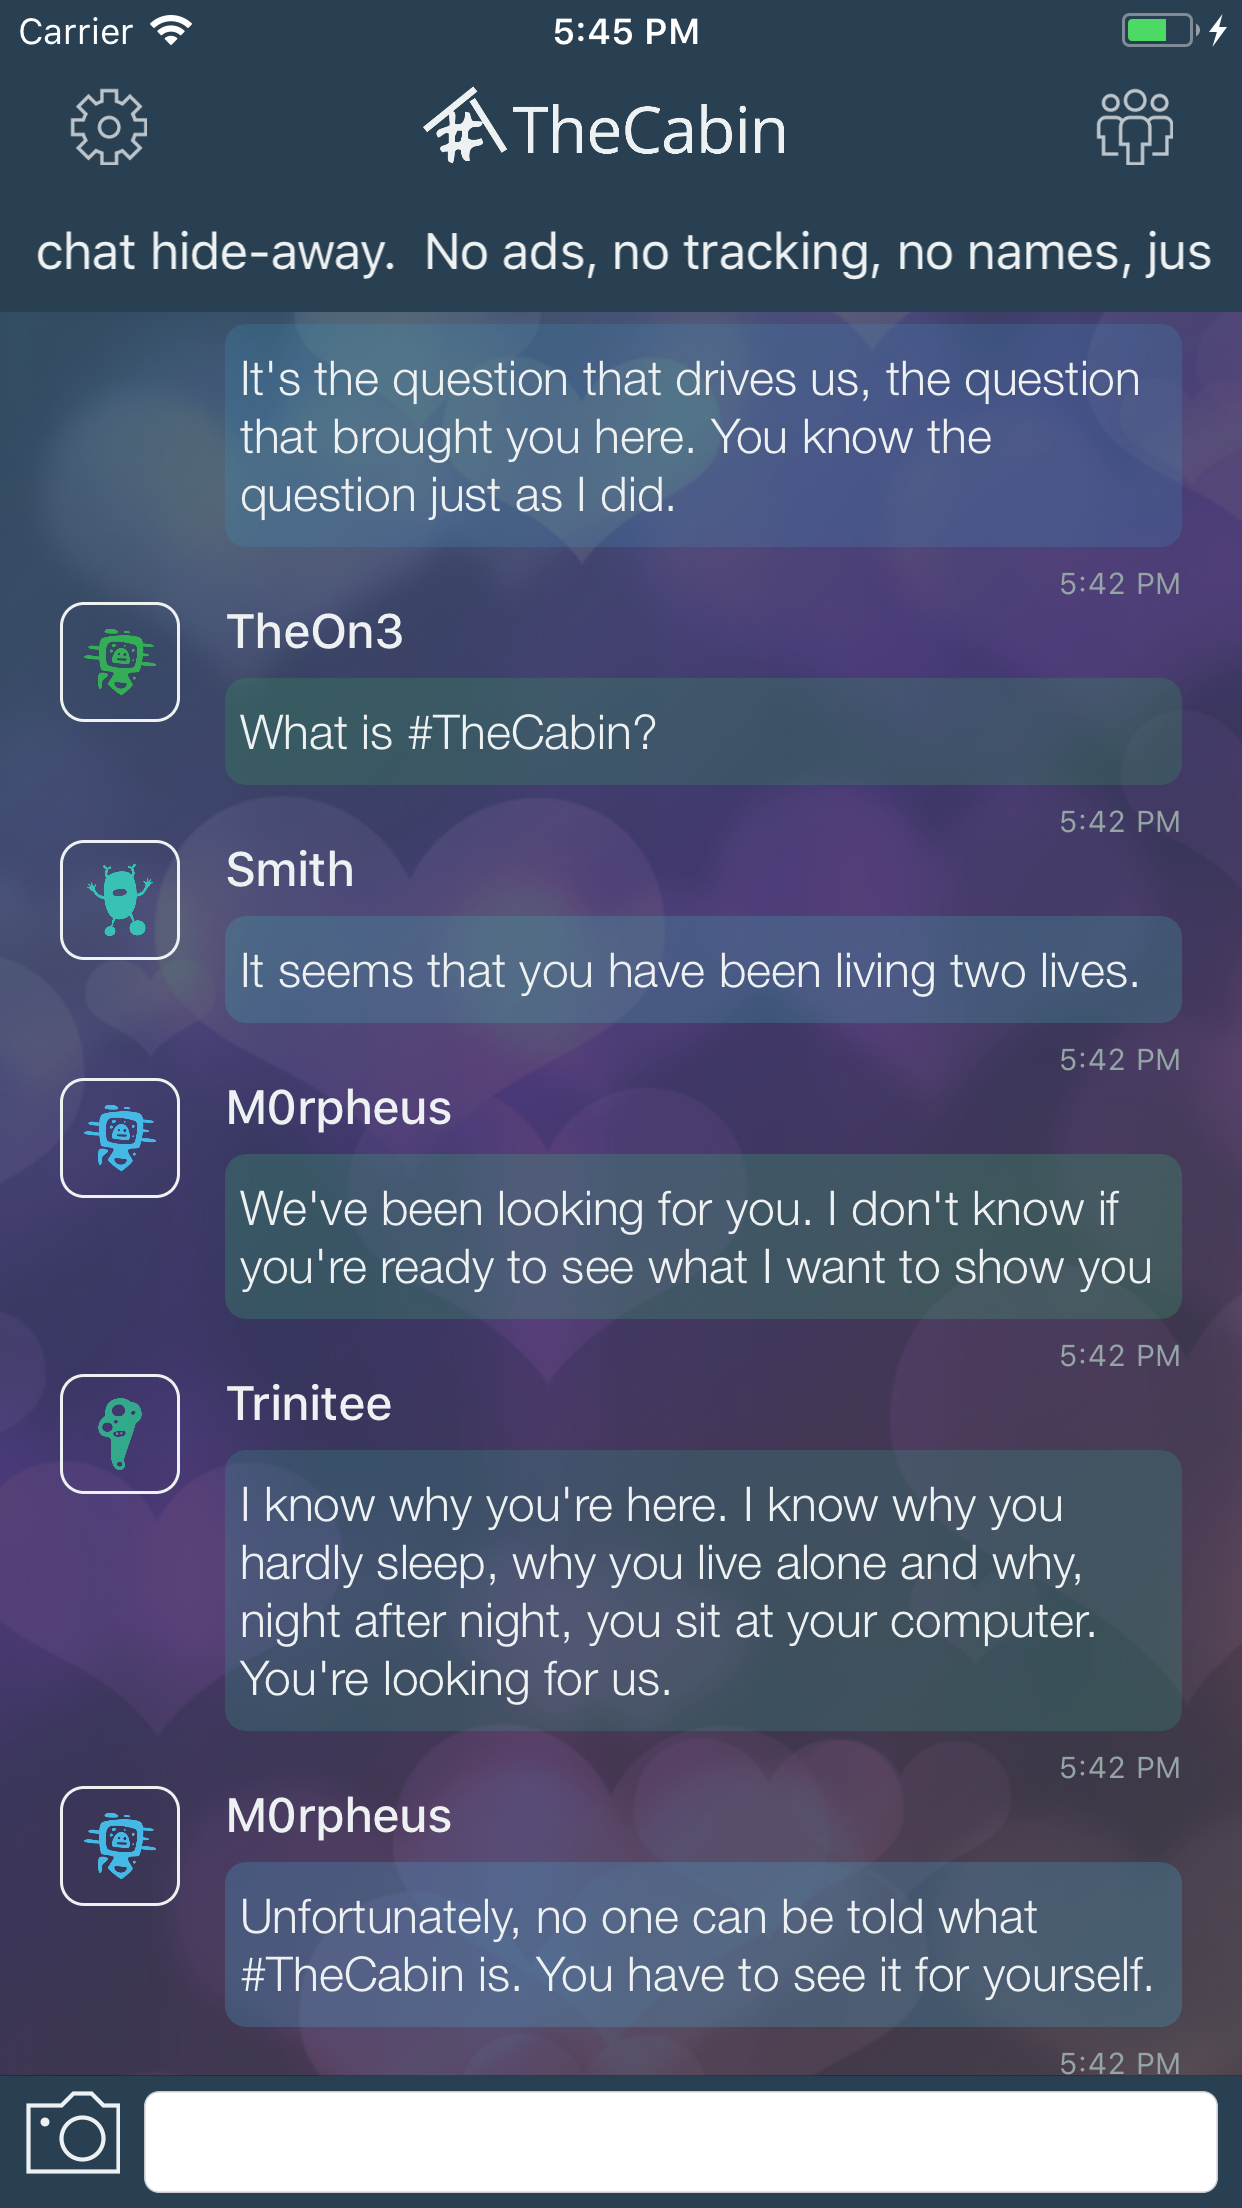 Carrier 5:45 PM
#TheCabin
chat hide-away. No ads, no tracking, no names, jus
It's the question that drives us, the question
that brought you here. You know the
question just as I did.
5:42 PM
TheOn3
What is #TheCabin?
5:42 PM
Smith
It seems that you have been living two lives.
5:42 PM
M0rpheus
We've been looking for you. I don't know if
you're ready to see what I want to show you
5:42 PM
Trinitee
I know why you're here. I know why you
hardly sleep, why you live alone and why,
night after night, you sit at your computer.
You're looking for us.
5:42 PM
M0rpheus
Unfortunately, no one can be told what
#TheCabin is. You have to see it for yourself.
5:42 PM